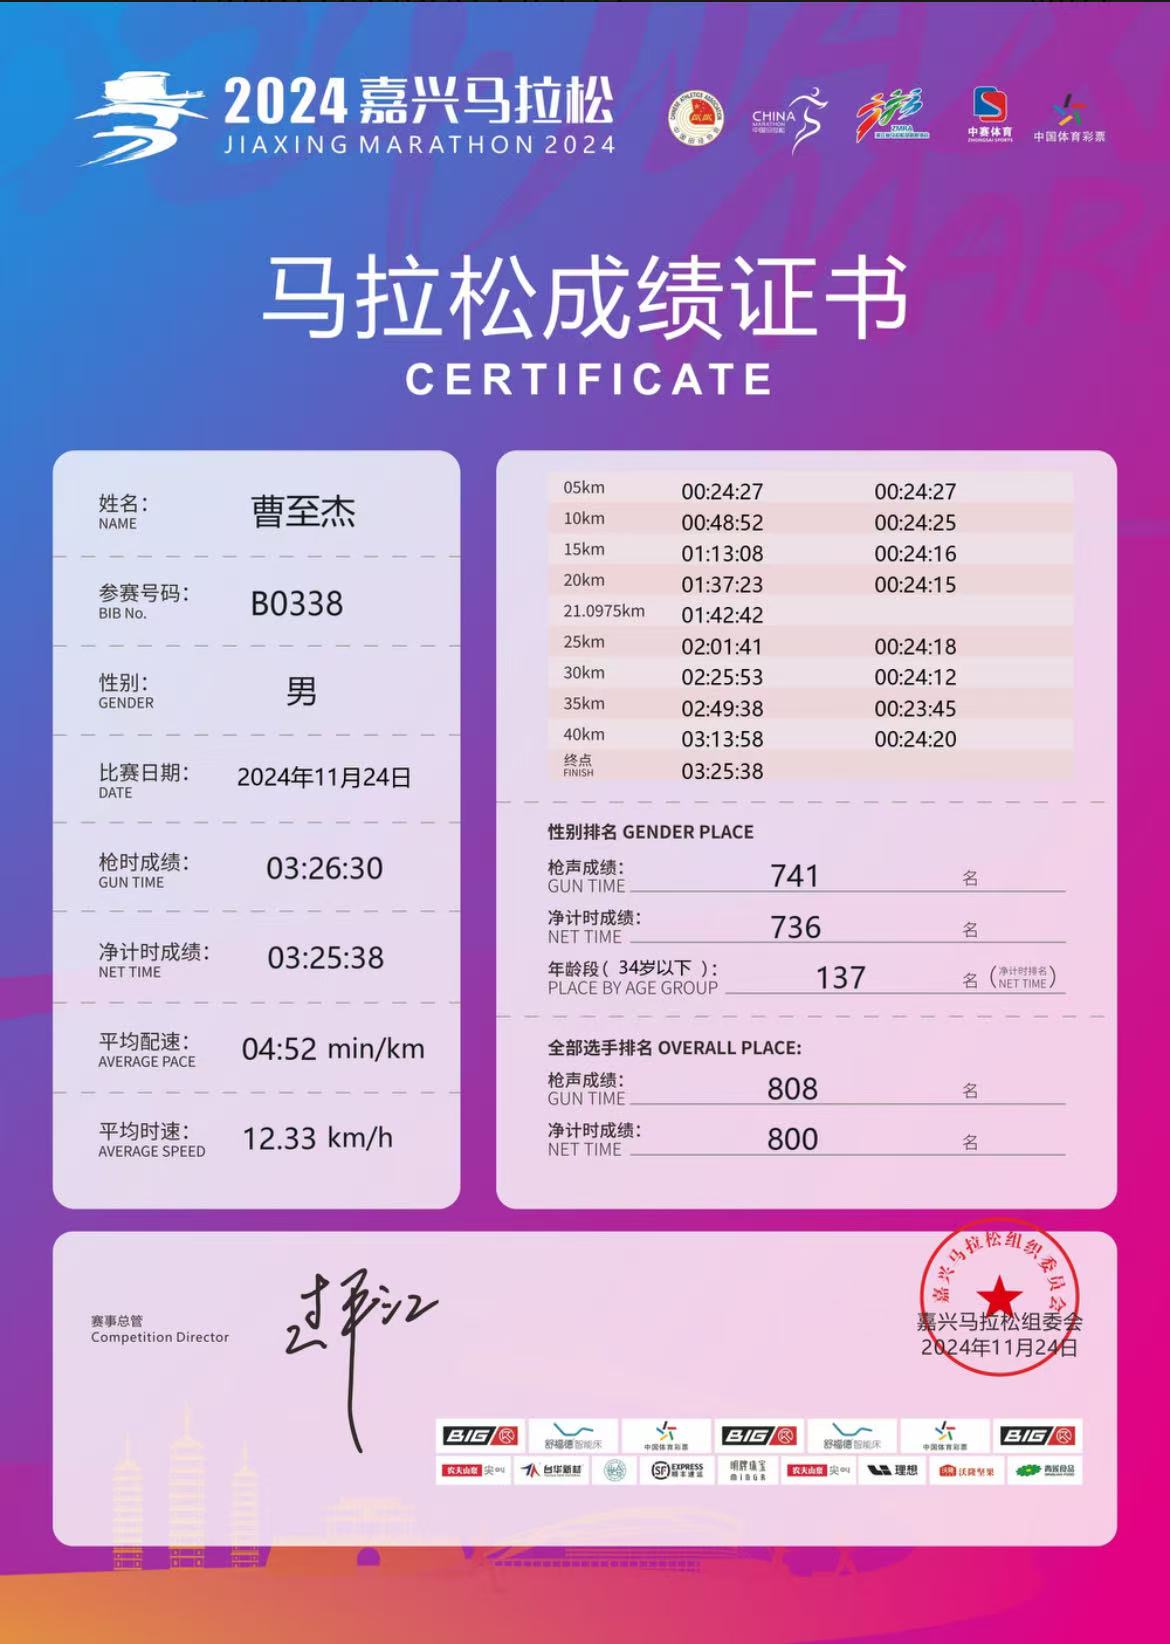 2024 嘉兴马拉松
JIAXING MARATHON 2024
CHINA
MARATHON
中国马拉松
ZMRA
中赛体育
ZHONGSAI SPORTS
中国体育彩票
马拉松成绩证书
CERTIFICATE
姓名：
NAME
曹至杰
参赛号码：
BIB No.
B0338
性别：
GENDER
男
比赛日期：
DATE
2024年11月24日
枪时成绩：
GUN TIME
03:26:30
净计时成绩：
NET TIME
03:25:38
平均配速：
AVERAGE PACE
04:52 min/km
平均时速：
AVERAGE SPEED
12.33 km/h
05km 00:24:27 00:24:27
10km 00:48:52 00:24:25
15km 01:13:08 00:24:16
20km 01:37:23 00:24:15
21.0975km 01:42:42
25km 02:01:41 00:24:18
30km 02:25:53 00:24:12
35km 02:49:38 00:23:45
40km 03:13:58 00:24:20
终点
FINISH
03:25:38
性别排名 GENDER PLACE
枪声成绩：
GUN TIME
741 名
净计时成绩：
NET TIME
736 名
年龄段（ 34岁以下 ）：
PLACE BY AGE GROUP
137 名（净计时排名 NET TIME）
全部选手排名 OVERALL PLACE:
枪声成绩：
GUN TIME
808 名
净计时成绩：
NET TIME
800 名
赛事总管
Competition Director
嘉兴马拉松组织委员会
嘉兴马拉松组委会
2024年11月24日
BIG 舒福德智能床 中国体育彩票 BIG 舒福德智能床 中国体育彩票 BIG
农夫山泉 尖叫 台华新材 SF EXPRESS 顺丰速运 明牌珠宝 MINGR 农夫山泉 尖叫 理想 沃隆坚果 青莲食品